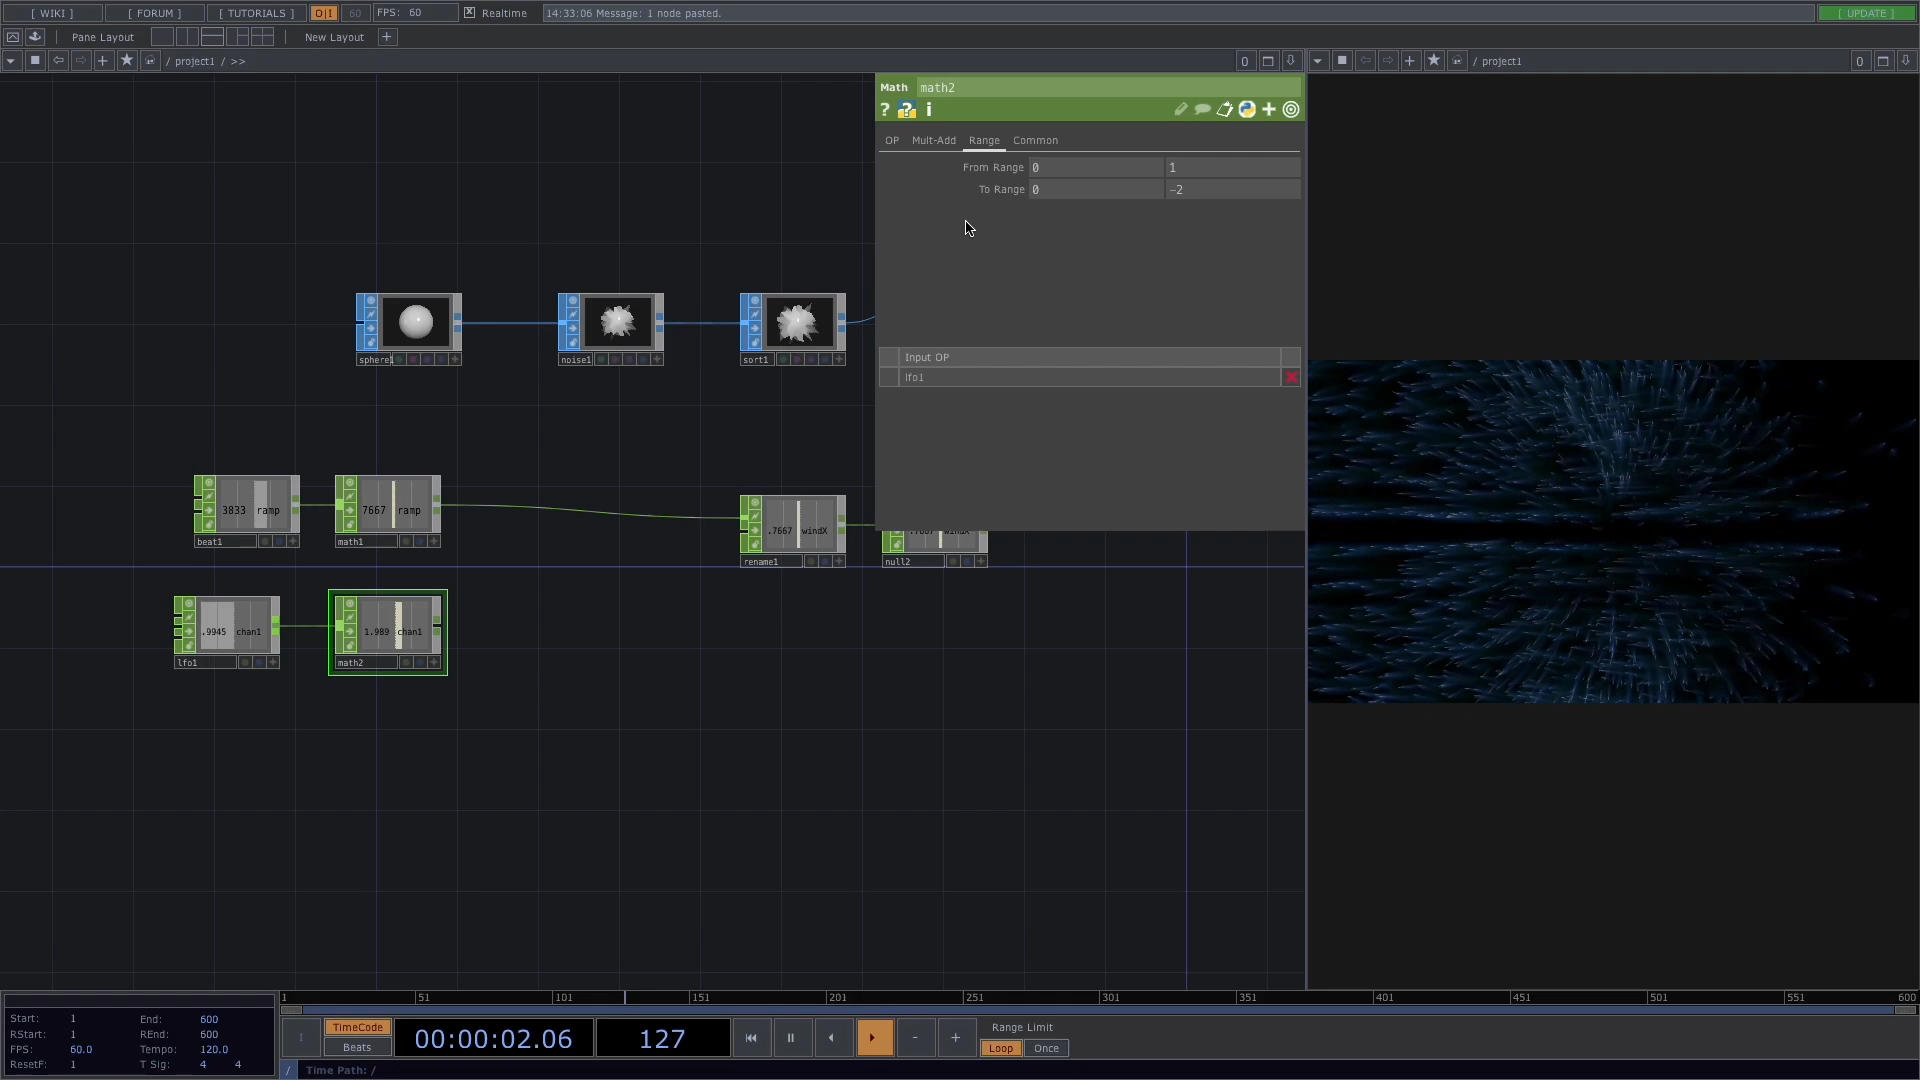 [ WIKI ] [ FORUM ] [ TUTORIALS ] O|I 60 FPS: 60 Realtime 14:33:06 Message: 1 node pasted. [ UPDATE ]
Pane Layout New Layout +
/ project1 / >> 0 / project1 0
Math math2
? ? i
OP Mult-Add Range Common
From Range 0 1
To Range 0 -2
sphere1 noise1 sort1
Input OP
lfo1
3833 ramp 7667 ramp .7667 windX
beat1 math1 rename1 null2
.9945 chan1 1.989 chan1
lfo1 math2
1 51 101 151 201 251 301 351 401 451 501 551 600
Start: 1 End: 600
RStart: 1 REnd: 600
FPS: 60.0 Tempo: 120.0
ResetF: 1 T Sig: 4 4
TimeCode
Beats
00:00:02.06 127 - +
Range Limit
Loop Once
/ Time Path: /